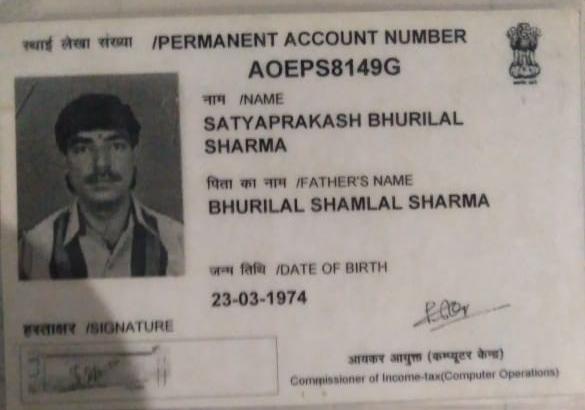 स्थाई लेखा संख्या /PERMANENT ACCOUNT NUMBER
AOEPS8149G
नाम /NAME
SATYAPRAKASH BHURILAL
SHARMA
पिता का नाम /FATHER'S NAME
BHURILAL SHAMLAL SHARMA
जन्म तिथि /DATE OF BIRTH
23-03-1974
हस्ताक्षर /SIGNATURE
आयकर आयुक्त (कम्प्यूटर केन्द्र)
Commissioner of Income-tax(Computer Operations)